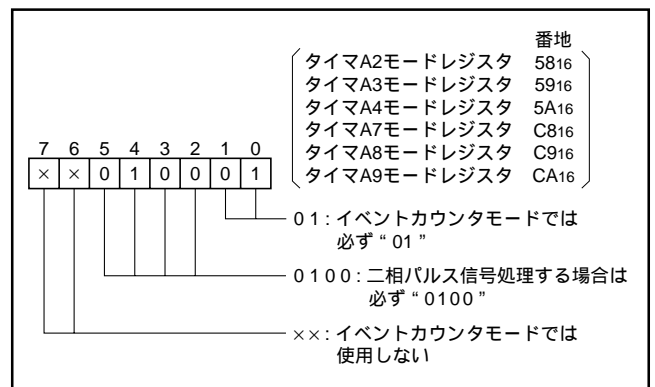 番地
タイマA2モードレジスタ 5816
タイマA3モードレジスタ 5916
タイマA4モードレジスタ 5A16
タイマA7モードレジスタ C816
タイマA8モードレジスタ C916
タイマA9モードレジスタ CA16
7 6 5 4 3 2 1 0
× × 0 1 0 0 0 1
01:イベントカウンタモードでは
必ず“01”
0100:二相パルス信号処理する場合は
必ず“0100”
××:イベントカウンタモードでは
使用しない